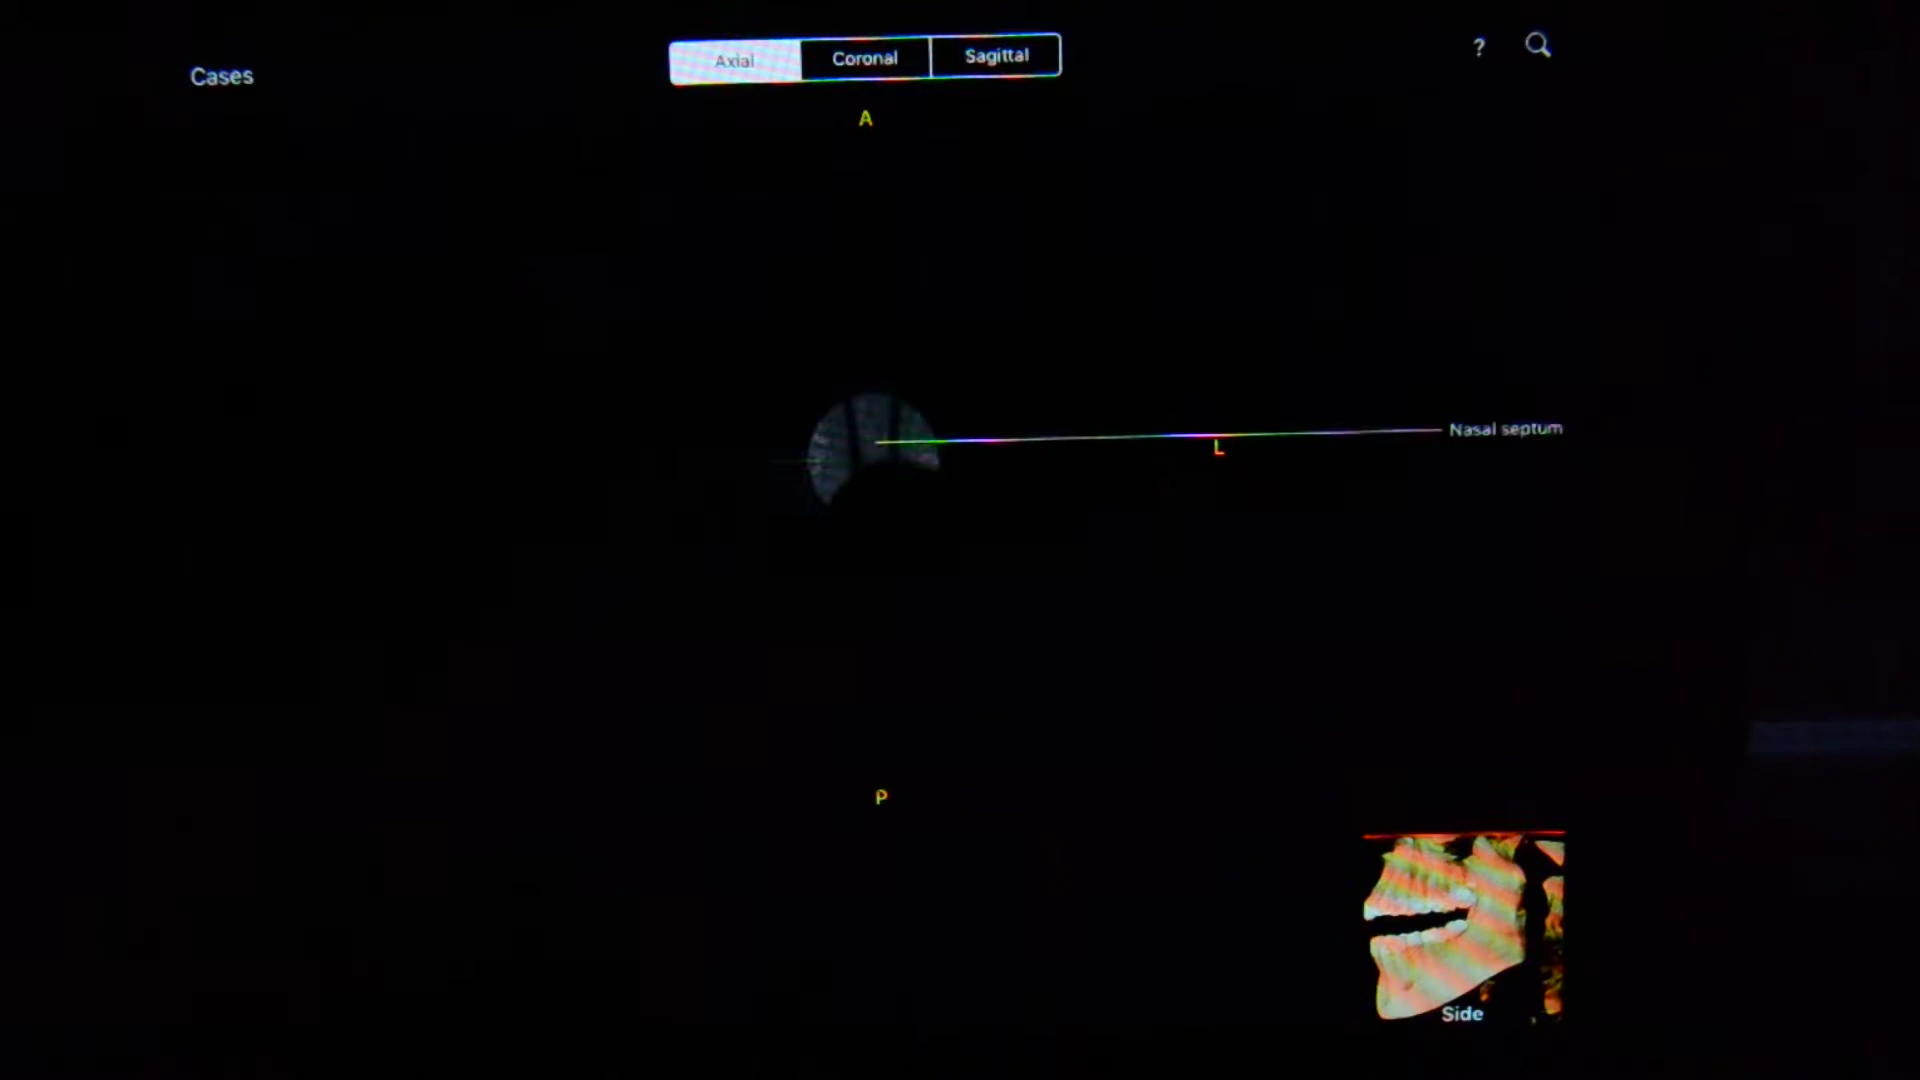 Cases
Axial
Coronal
Sagittal
?
A
Nasal septum
L
P
Side